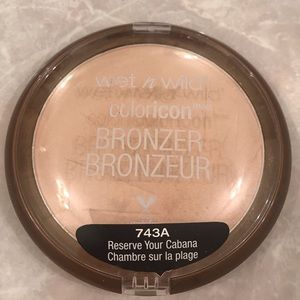 wet n wild
coloricon
BRONZER
BRONZEUR
743A
Reserve Your Cabana
Chambre sur la plage